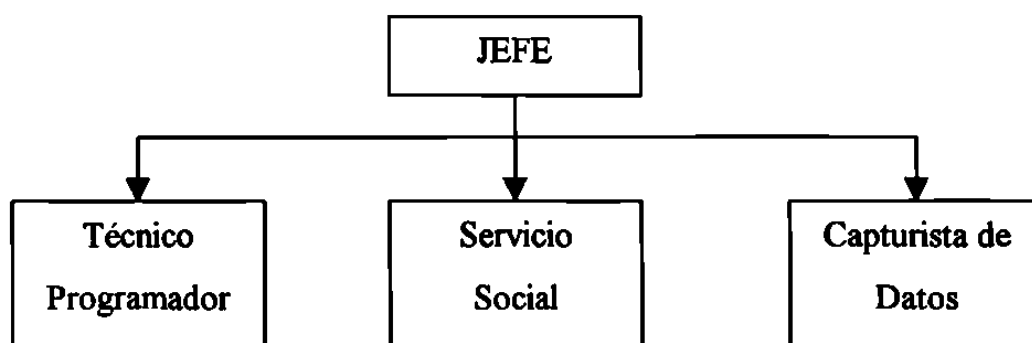 JEFE
Técnico
Programador
Servicio
Social
Capturista de
Datos